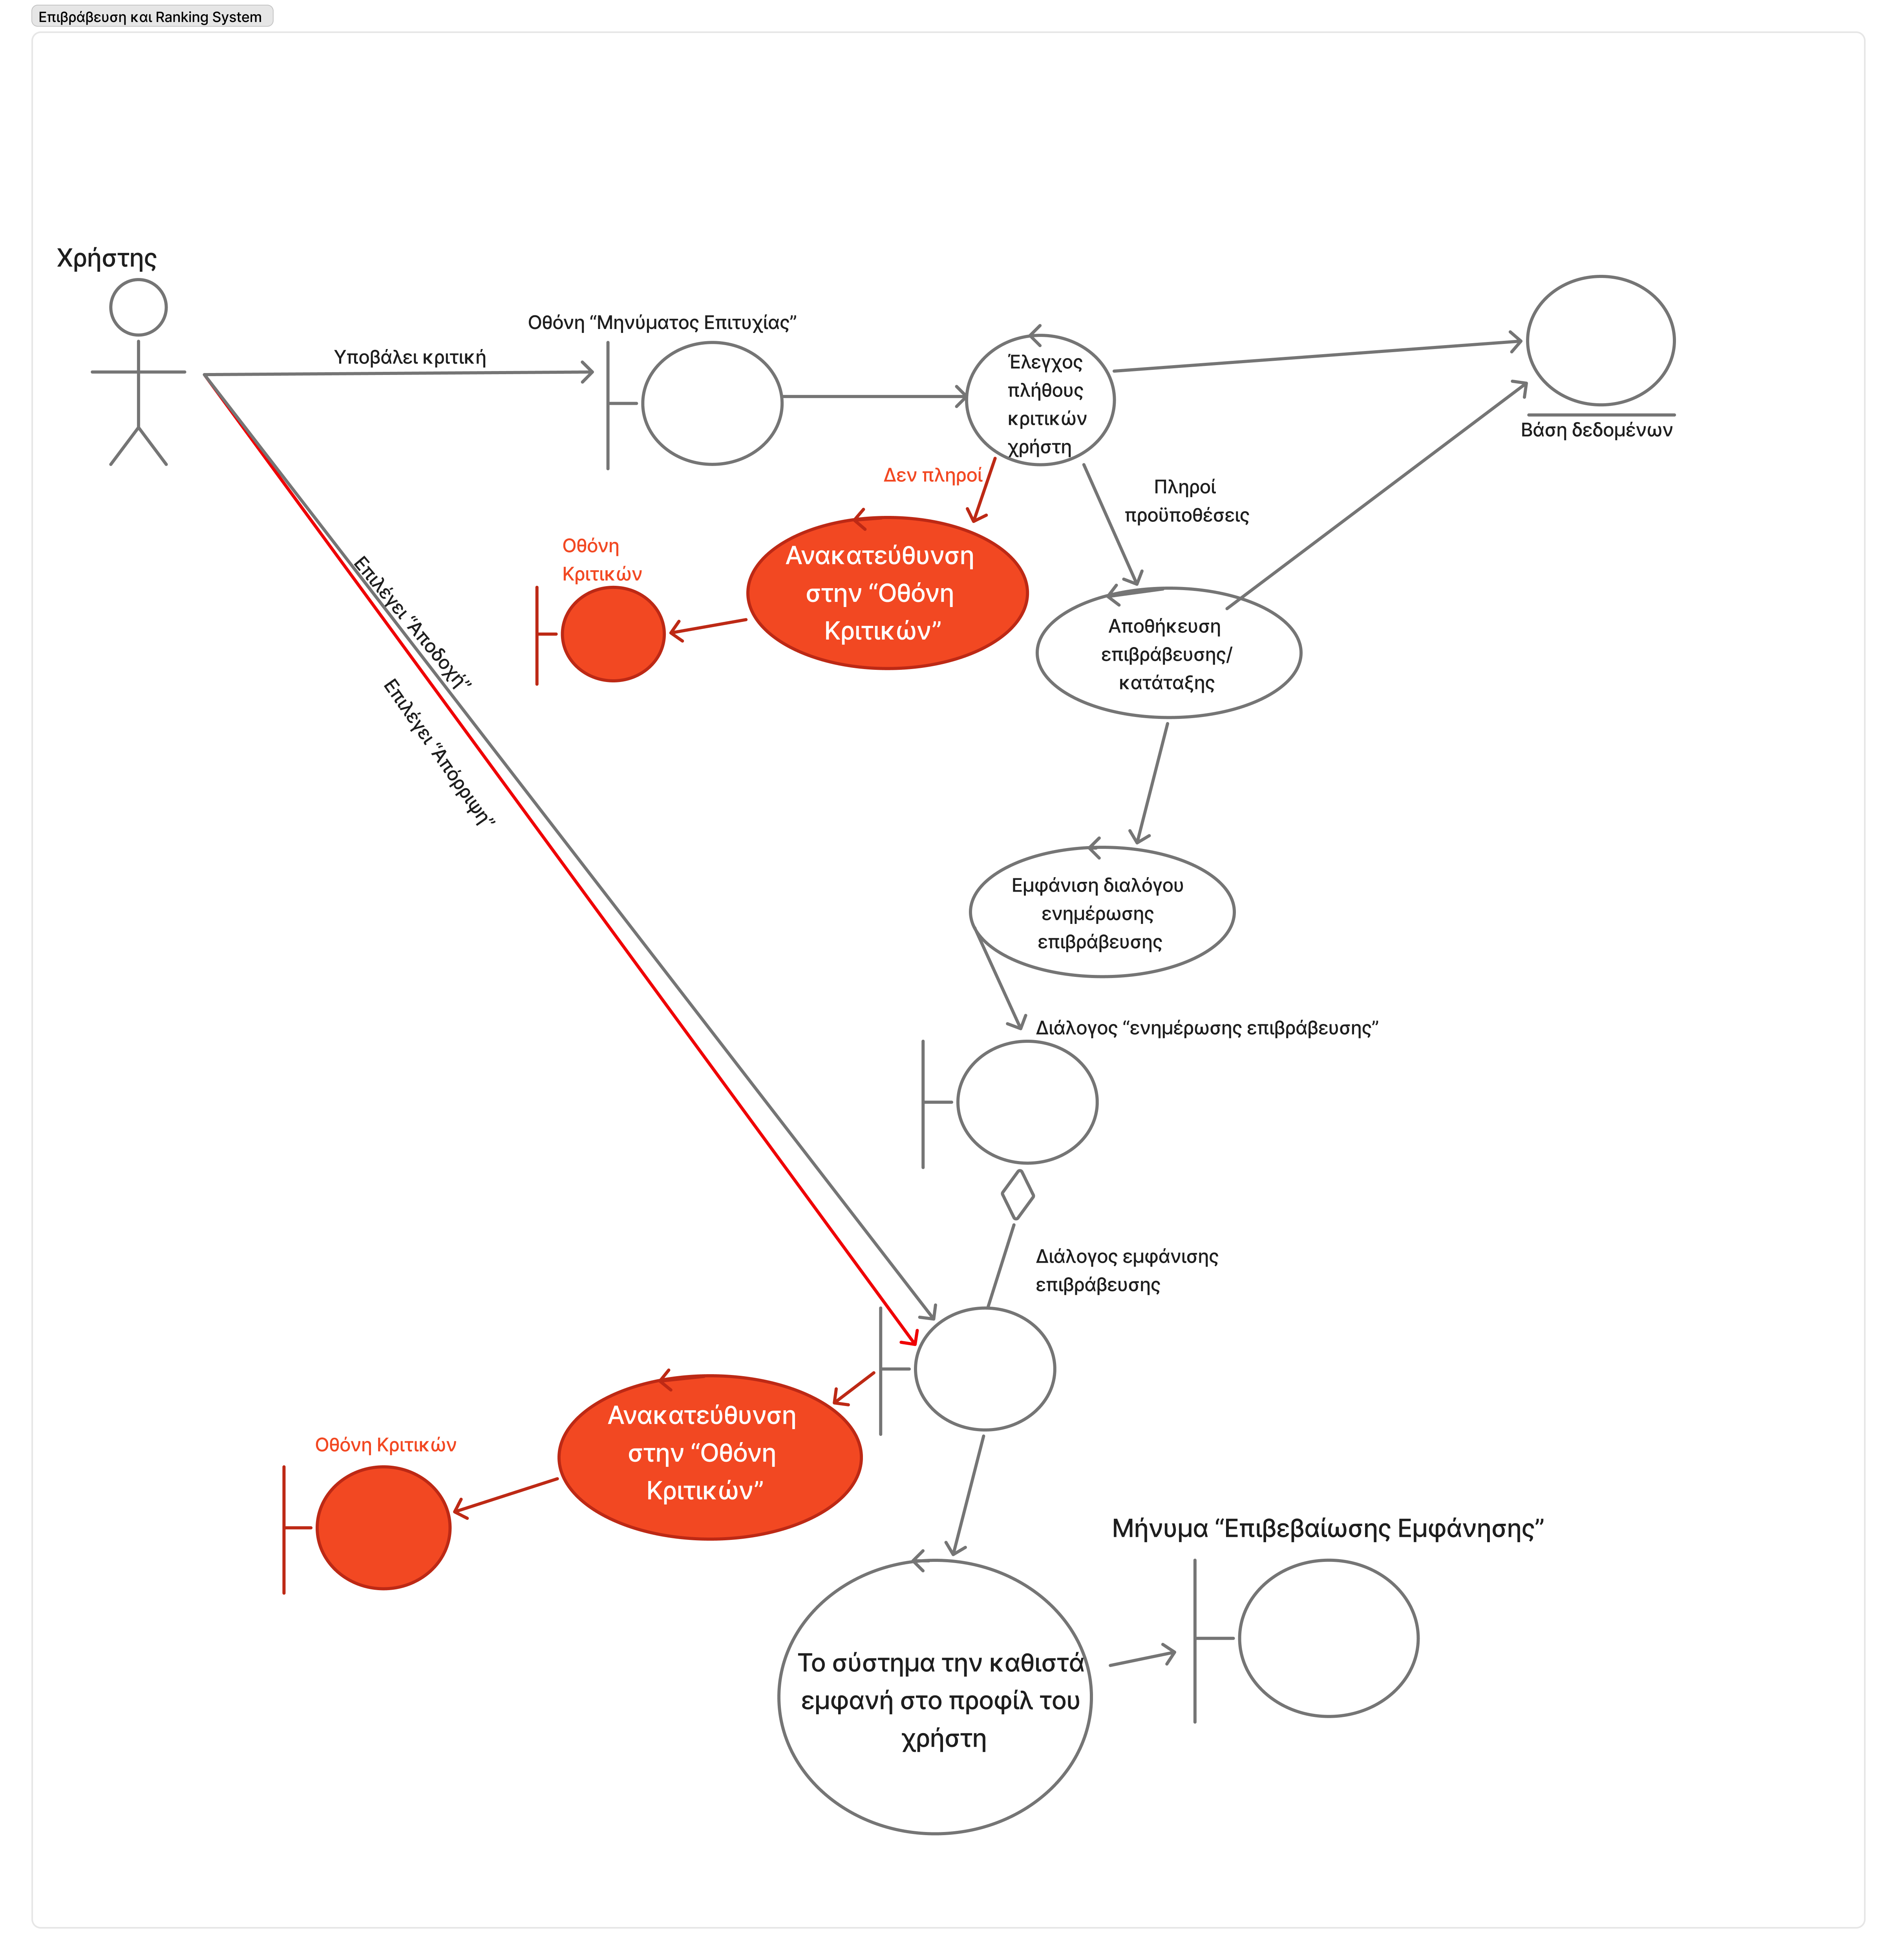 Επιβράβευση και Ranking System
Χρήστης
Υποβάλει κριτική
Οθόνη “Μηνύματος Επιτυχίας”
Έλεγχος
πλήθους
κριτικών
χρήστη
Βάση δεδομένων
Δεν πληροί
Πληροί
προϋποθέσεις
Οθόνη
Κριτικών
Ανακατεύθυνση
στην “Οθόνη
Κριτικών”
Αποθήκευση
επιβράβευσης/
κατάταξης
Επιλέγει “Αποδοχή”
Επιλέγει “Απόρριψη”
Εμφάνιση διαλόγου
ενημέρωσης
επιβράβευσης
Διάλογος “ενημέρωσης επιβράβευσης”
Διάλογος εμφάνισης
επιβράβευσης
Ανακατεύθυνση
στην “Οθόνη
Κριτικών”
Οθόνη Κριτικών
Μήνυμα “Επιβεβαίωσης Εμφάνησης”
Το σύστημα την καθιστά
εμφανή στο προφίλ του
χρήστη